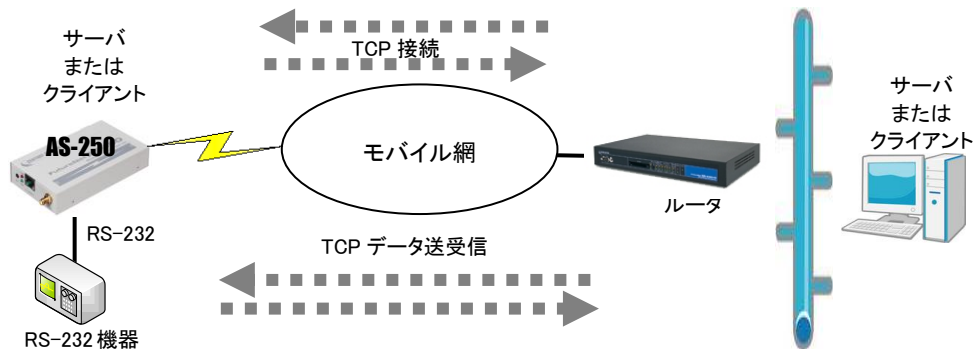 サーバ
または
クライアント
TCP 接続
AS-250
モバイル網
サーバ
または
クライアント
ルータ
RS-232
TCP データ送受信
RS-232 機器